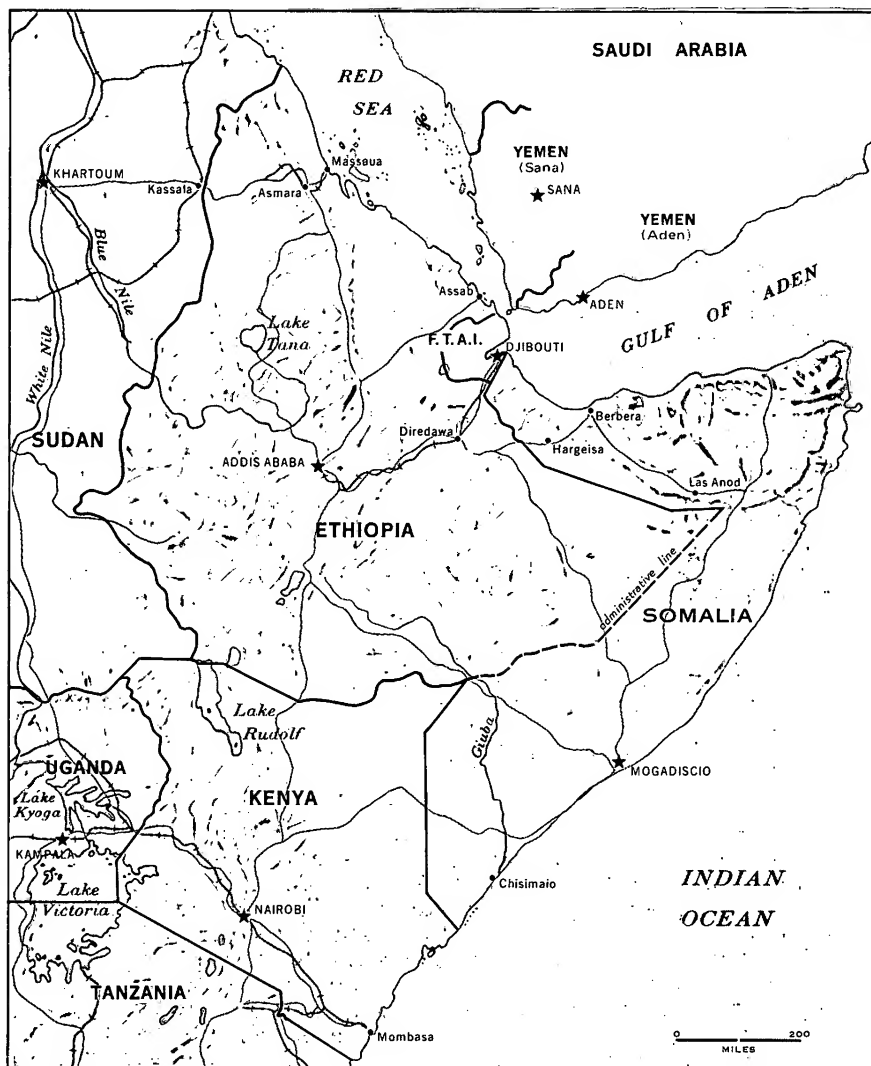 SAUDI ARABIA
RED
SEA
YEMEN
(Sana)
SANA
YEMEN
(Aden)
KHARTOUM
Kassala
Asmara
Massaua
Blue
Nile
White Nile
Assab
ADEN
GULF OF ADEN
Lake
Tana
F.T.A.I.
DJIBOUTI
SUDAN
Diredawa
Berbera
Hargeisa
ADDIS ABABA
Las Anod
ETHIOPIA
administrative line
SOMALIA
Lake
Rudolf
Giuba
UGANDA
KENYA
MOGADISCIO
Lake
Kyoga
KAMPALA
Chisimaio
Lake
Victoria
NAIROBI
INDIAN
OCEAN
TANZANIA
Mombasa
0 200
MILES